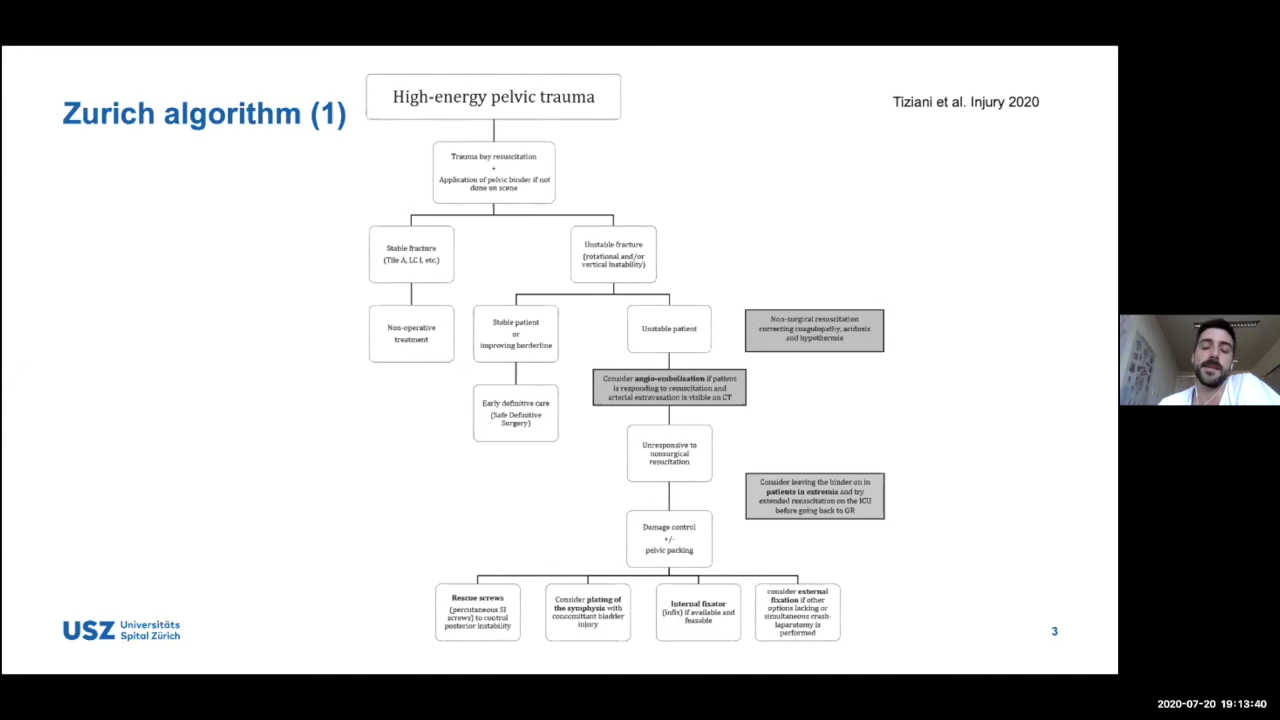 High-energy pelvic trauma
Zurich algorithm (1)
Tiziani et al. Injury 2020
Trauma bay resuscitation
+
Application of pelvic binder if not
done on scene
Stable fracture
(Tile A, LC I, etc.)
Unstable fracture
(rotational and/or
vertical instability)
Non-operative
treatment
Stable patient
or
improving borderline
Unstable patient
Non-surgical resuscitation
correcting coagulopathy, acidosis
and hypothermia
Consider angio-embolisation if patient
is responding to resuscitation and
arterial extravasation is visible on CT
Early definitive care
(Safe Definitive
Surgery)
Unresponsive to
nonsurgical
resucitation
Consider leaving the binder on in
patients in extremis and try
extended resuscitation on the ICU
before going back to OR
Damage control
+/-
pelvic packing
Rescue screws
(percutaneous SI
screws) to control
posterior instability
Consider plating of
the symphysis with
concomittant bladder
injury
Internal fixator
(infix) if available and
feasable
consider external
fixation if other
options lacking or
simultaneous crash-
laparatomy is
performed
USZ Universitäts
Spital Zürich
3
2020-07-20 19:13:40